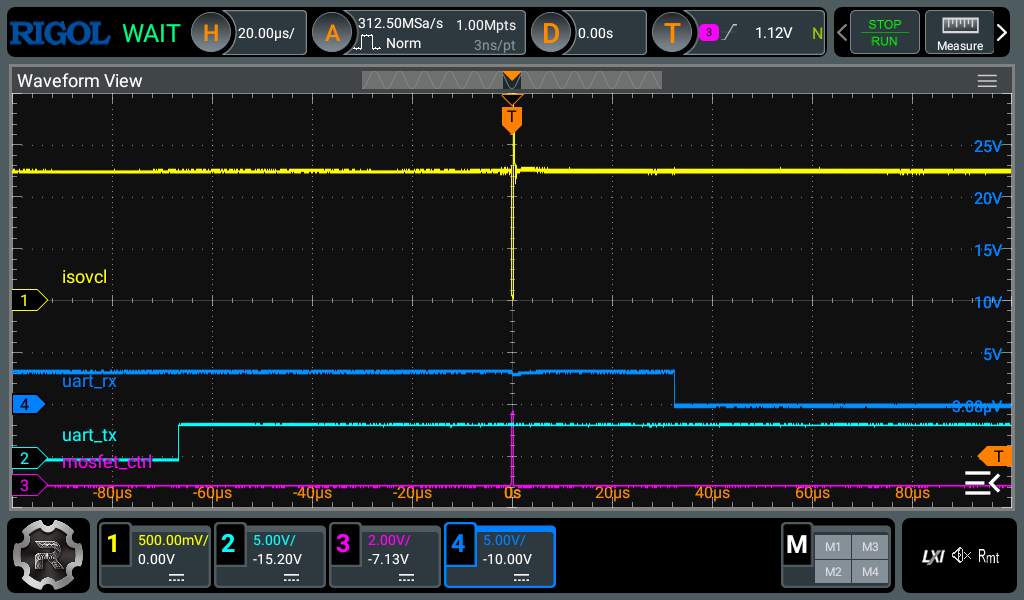 RIGOL WAIT H 20.00µs/ A 312.50MSa/s 1.00Mpts Norm 3ns/pt D 0.00s T 3 1.12V N STOP RUN Measure
Waveform View
T
25V
20V
15V
isovcl
1
10V
5V
uart_rx
4
3.08µV
uart_tx
2
mosfet_ctrl
T
3
-80µs -60µs -40µs -20µs 0s 20µs 40µs 60µs 80µs
1 500.00mV/ 2 5.00V/ 3 2.00V/ 4 5.00V/ M M1 M3
0.00V -15.20V -7.13V -10.00V M2 M4
R LXI Rmt